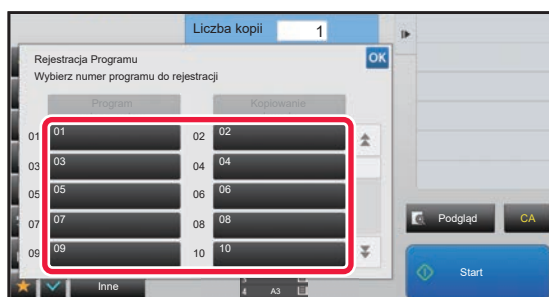 Liczba kopii 1
Rejestracja Programu OK
Wybierz numer programu do rejestracji
Program Kopiowanie
01 01 02 02
03 03 04 04
05 05 06 06
07 07 08 08
09 09 10 10
Podgląd CA
Inne
4 A3
Start